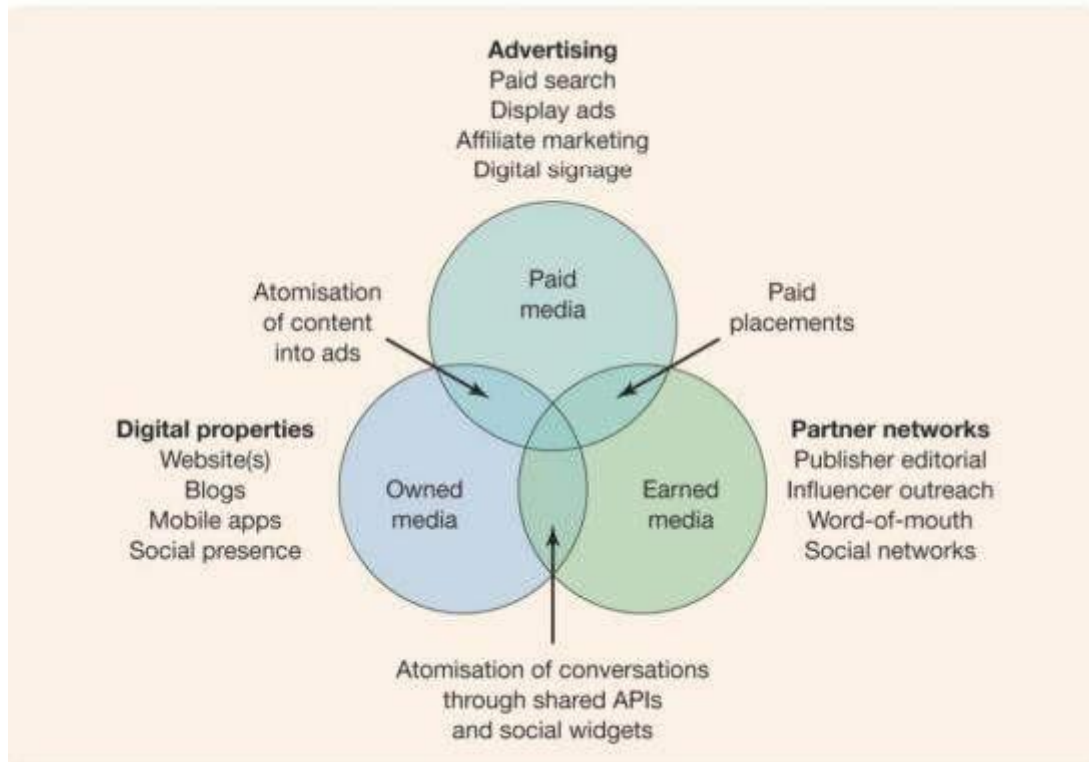 Advertising
Paid search
Display ads
Affiliate marketing
Digital signage
Paid
media
Atomisation
of content
into ads
Paid
placements
Digital properties
Website(s)
Blogs
Mobile apps
Social presence
Owned
media
Earned
media
Partner networks
Publisher editorial
Influencer outreach
Word-of-mouth
Social networks
Atomisation of conversations
through shared APIs
and social widgets